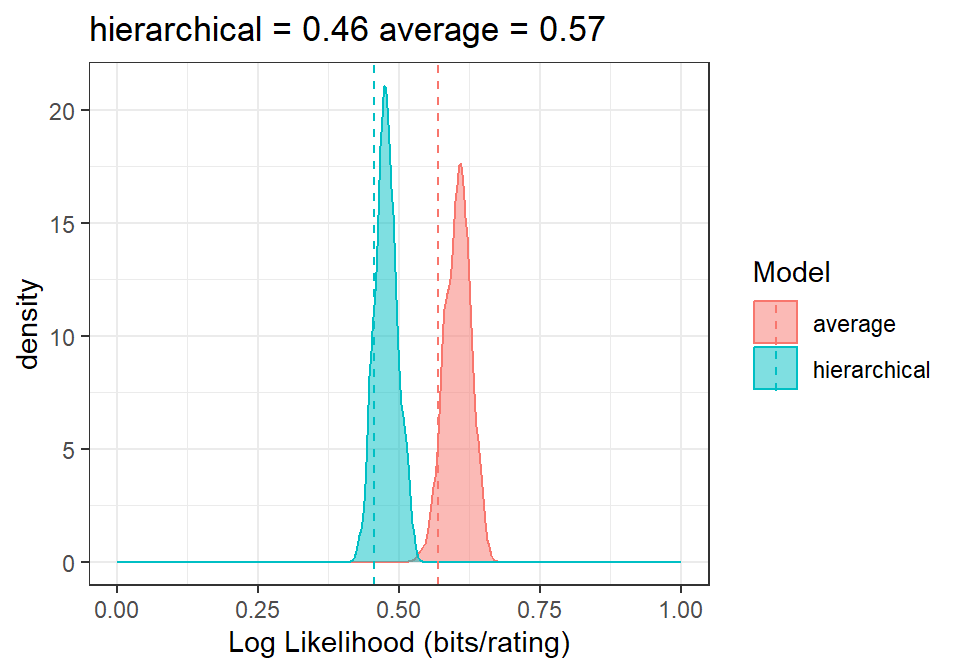 hierarchical = 0.46 average = 0.57
20
15
10
5
0
density
0.00 0.25 0.50 0.75 1.00
Log Likelihood (bits/rating)
Model
average
hierarchical